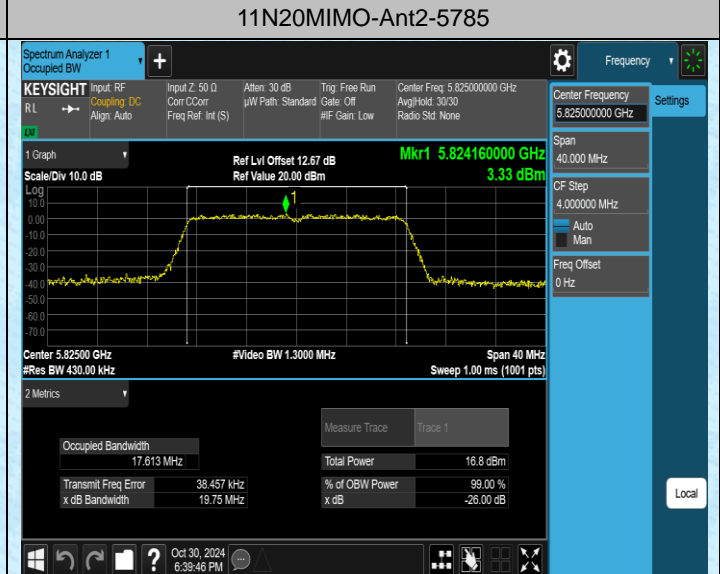 11N20MIMO-Ant2-5785
Spectrum Analyzer 1
Occupied BW
+
Frequency
KEYSIGHT
Input: RF
Coupling: DC
Align: Auto
Input Z: 50 Ω
Corr CCorr
Freq Ref: Int (S)
Atten: 30 dB
µW Path: Standard
Trig: Free Run
Gate: Off
#IF Gain: Low
Center Freq: 5.825000000 GHz
Avg|Hold: 30/30
Radio Std: None
RL
LXI
Center Frequency
5.825000000 GHz
Settings
Span
40.000 MHz
CF Step
4.000000 MHz
Auto
Man
Freq Offset
0 Hz
1 Graph
Scale/Div 10.0 dB
Ref Lvl Offset 12.67 dB
Ref Value 20.00 dBm
Mkr1 5.824160000 GHz
3.33 dBm
Log
10.0
0.00
-10.0
-20.0
-30.0
-40.0
-50.0
-60.0
-70.0
1
Center 5.82500 GHz
#Res BW 430.00 kHz
#Video BW 1.3000 MHz
Span 40 MHz
Sweep 1.00 ms (1001 pts)
2 Metrics
Measure Trace
Trace 1
Occupied Bandwidth
17.613 MHz
Total Power
16.8 dBm
Transmit Freq Error
38.457 kHz
% of OBW Power
99.00 %
x dB Bandwidth
19.75 MHz
x dB
-26.00 dB
Local
?
Oct 30, 2024
6:39:46 PM